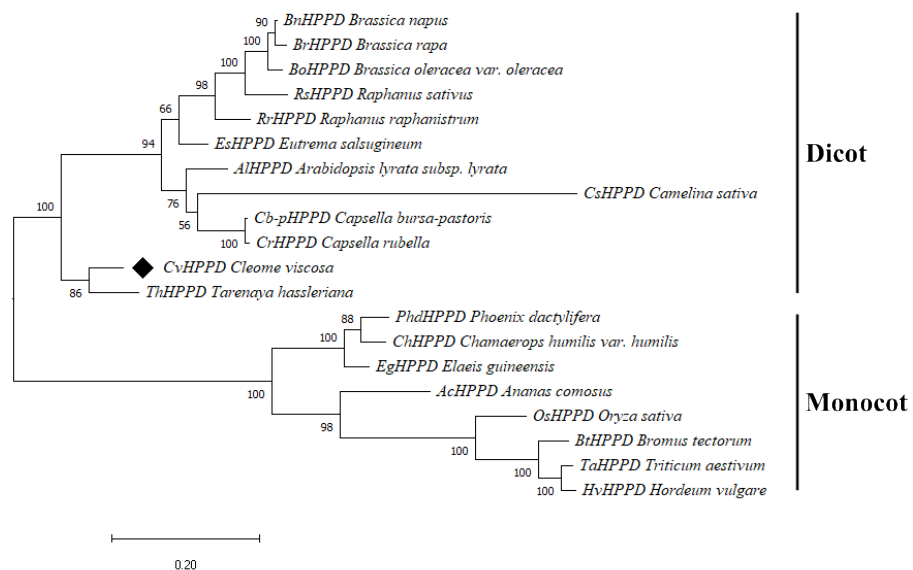 90
BnHPPD Brassica napus
100
BrHPPD Brassica rapa
100
BoHPPD Brassica oleracea var. oleracea
98
RsHPPD Raphanus sativus
66
RrHPPD Raphanus raphanistrum
94
EsHPPD Eutrema salsugineum
Dicot
AlHPPD Arabidopsis lyrata subsp. lyrata
76
CsHPPD Camelina sativa
100
56
Cb-pHPPD Capsella bursa-pastoris
100
CrHPPD Capsella rubella
CvHPPD Cleome viscosa
86
ThHPPD Tarenaya hassleriana
88
PhdHPPD Phoenix dactylifera
100
ChHPPD Chamaerops humilis var. humilis
EgHPPD Elaeis guineensis
100
AcHPPD Ananas comosus
Monocot
98
OsHPPD Oryza sativa
100
BtHPPD Bromus tectorum
100
TaHPPD Triticum aestivum
100
HvHPPD Hordeum vulgare
0.20